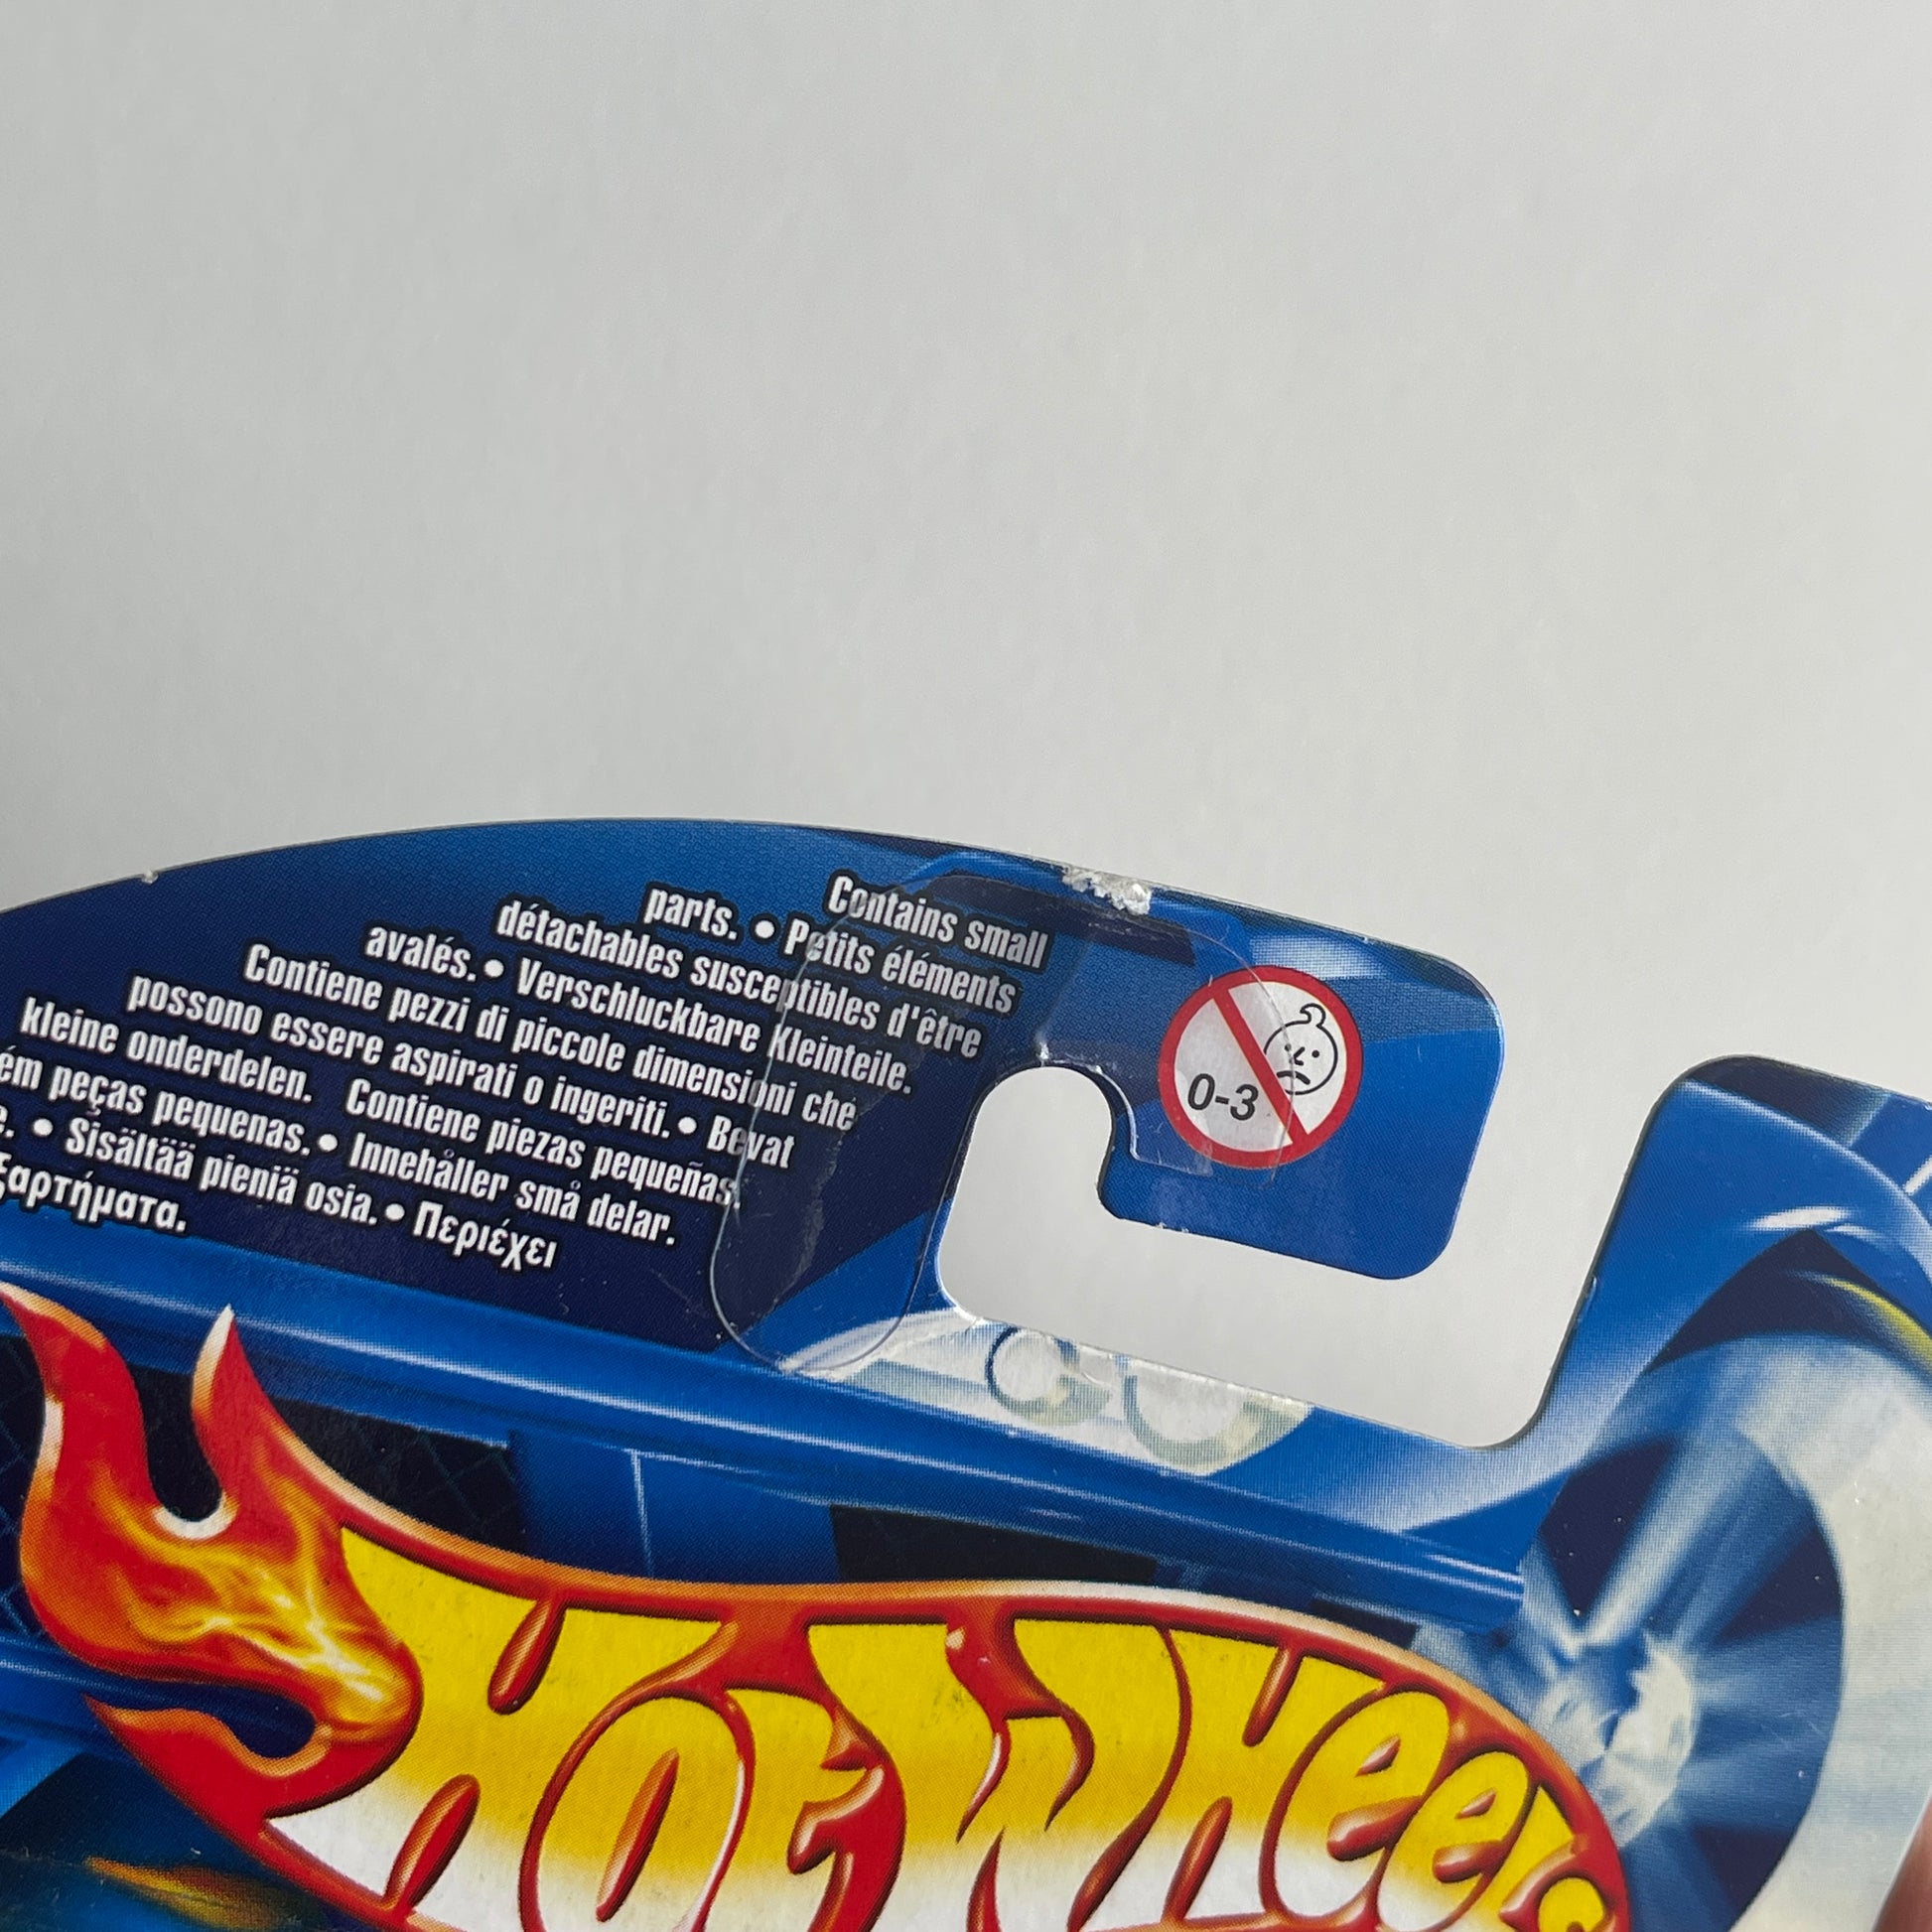 Contains small
parts. • Petits éléments
détachables susceptibles d'être
avalés. • Verschluckbare Kleinteile.
Contiene pezzi di piccole dimensioni che
possono essere aspirati o ingeriti. • Bevat
kleine onderdelen. Contiene piezas pequeñas.
peças pequenas. • Innehåller små delar.
• Sisältää pieniä osia. • Περιέχει
0-3
HOT WHEELS